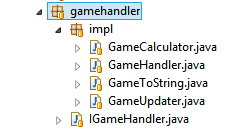 gamehandler
impl
GameCalculator.java
GameHandler.java
GameToString.java
GameUpdater.java
IGameHandler.java